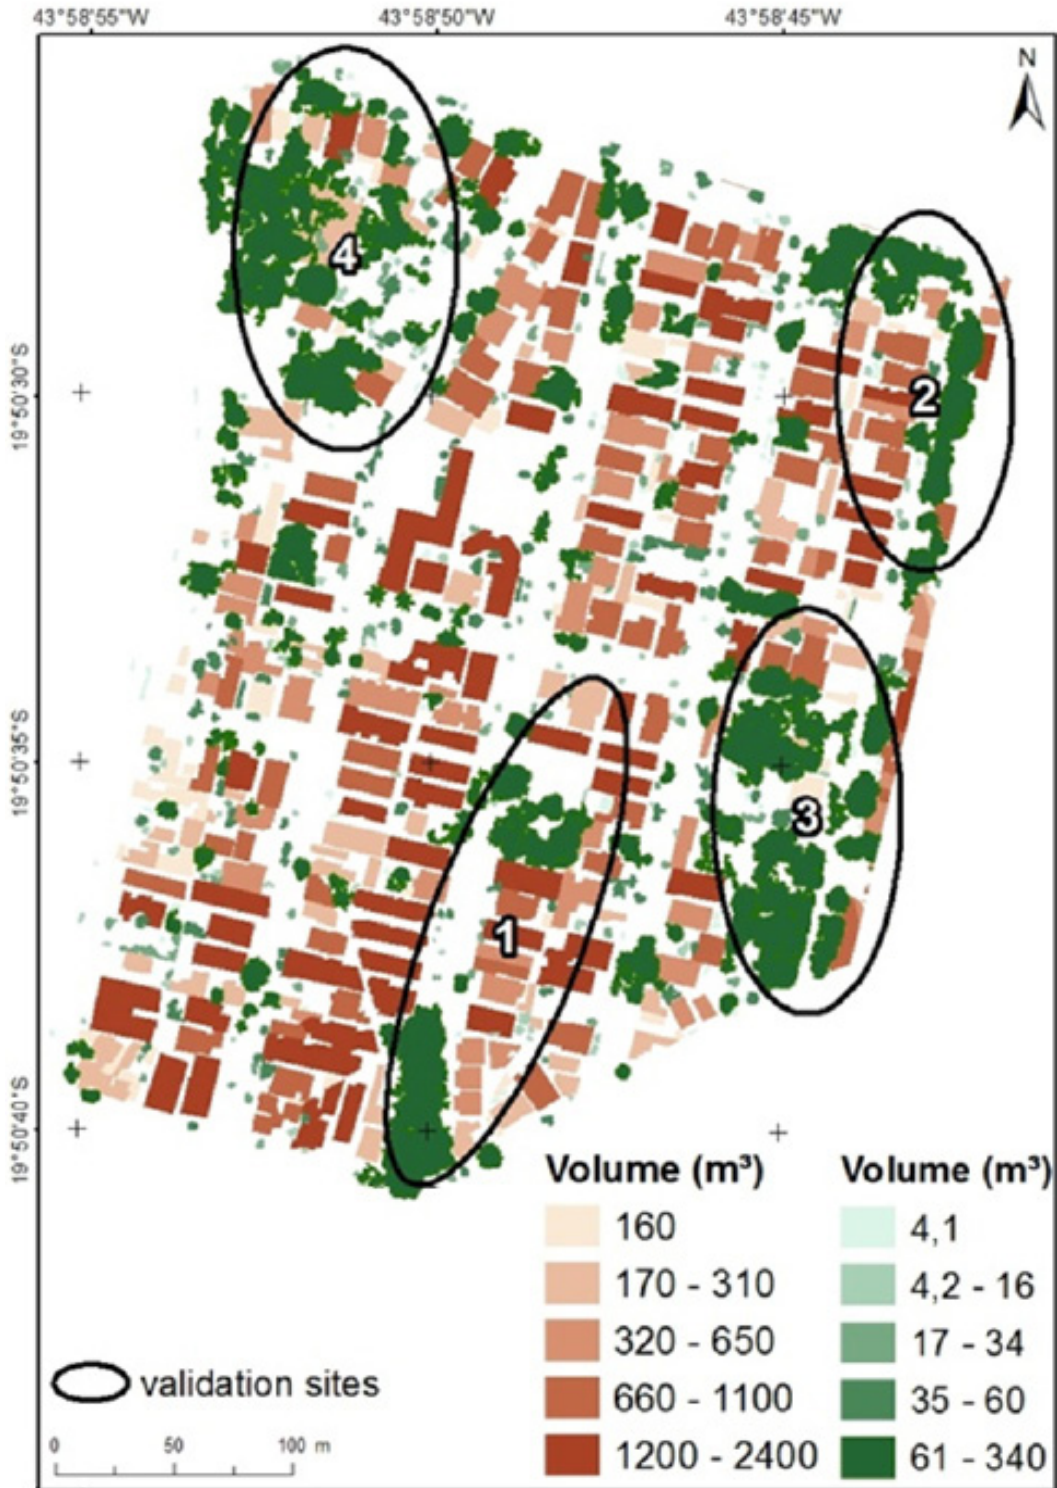 43°58'55"W 43°58'50"W 43°58'45"W
N
4
2
19°50'30"S
19°50'35"S
3
1
19°50'40"S
Volume (m³) Volume (m³)
160 4,1
170 - 310 4,2 - 16
320 - 650 17 - 34
validation sites
660 - 1100 35 - 60
0 50 100 m
1200 - 2400 61 - 340